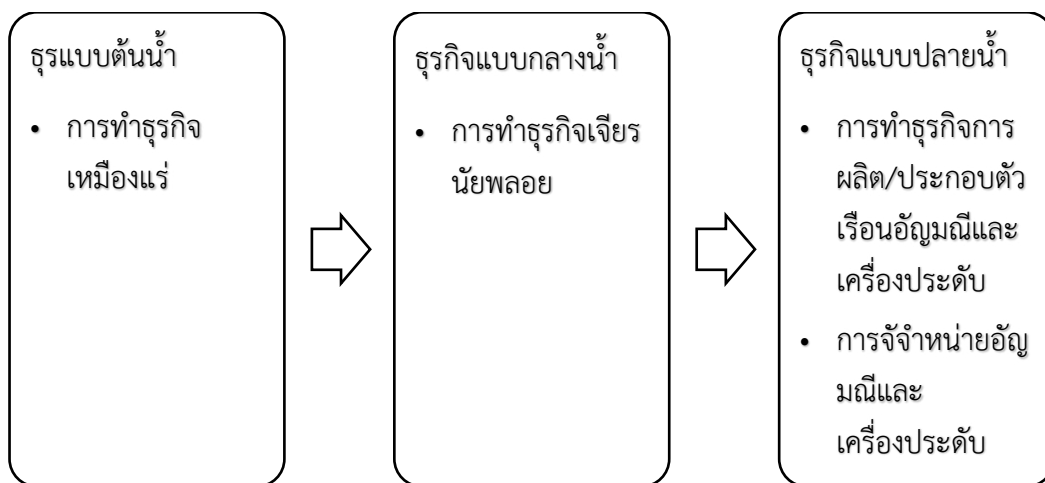 ธุรแบบต้นน้ำ
• การทำธุรกิจ
เหมืองแร่
ธุรกิจแบบกลางน้ำ
• การทำธุรกิจเจียร
นัยพลอย
ธุรกิจแบบปลายน้ำ
• การทำธุรกิจการ
ผลิต/ประกอบตัว
เรือนอัญมณีและ
เครื่องประดับ
• การจัจำหน่ายอัญ
มณีและ
เครื่องประดับ